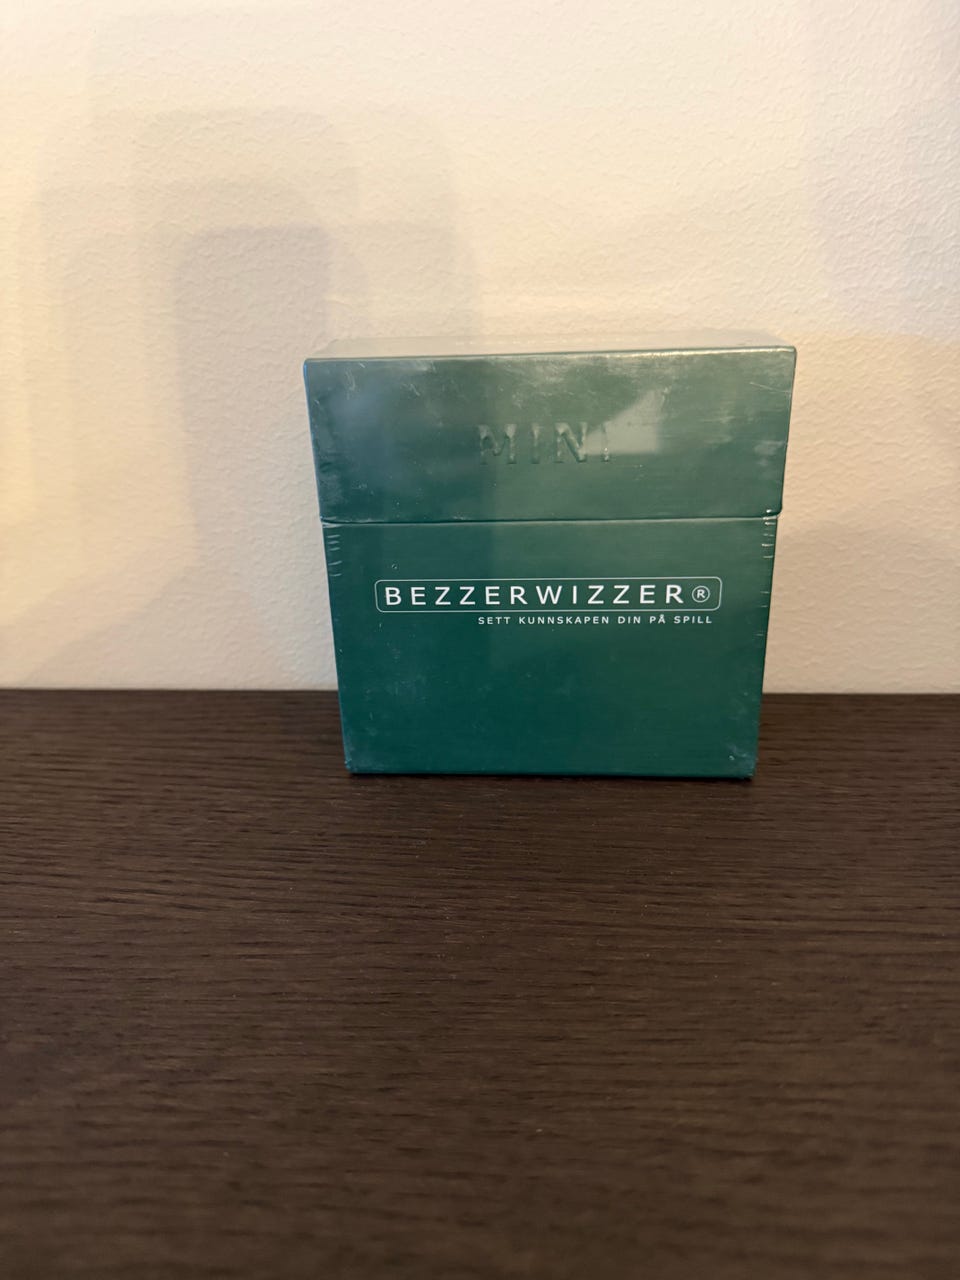 MINI
BEZZERWIZZER®
SETT KUNNSKAPEN DIN PÅ SPILL